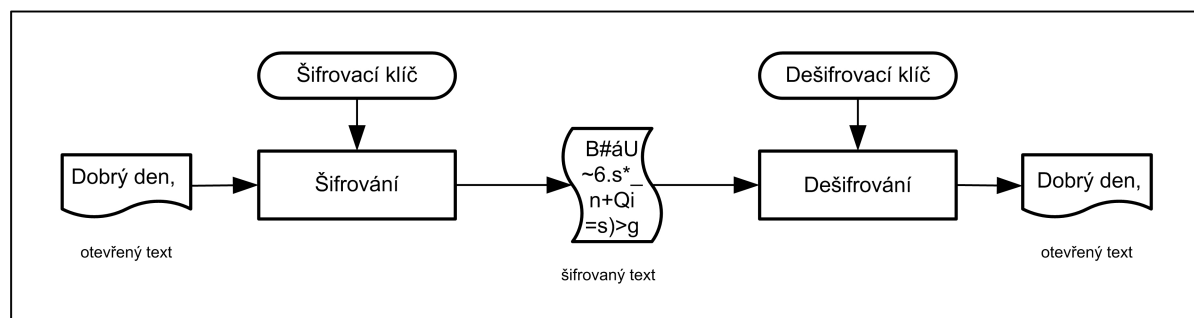 Šifrovací klíč
Dešifrovací klíč
Dobrý den,
Šifrování
B#áU
~6.s*_
n+Qi
=s)>g
Dešifrování
Dobrý den,
otevřený text
šifrovaný text
otevřený text